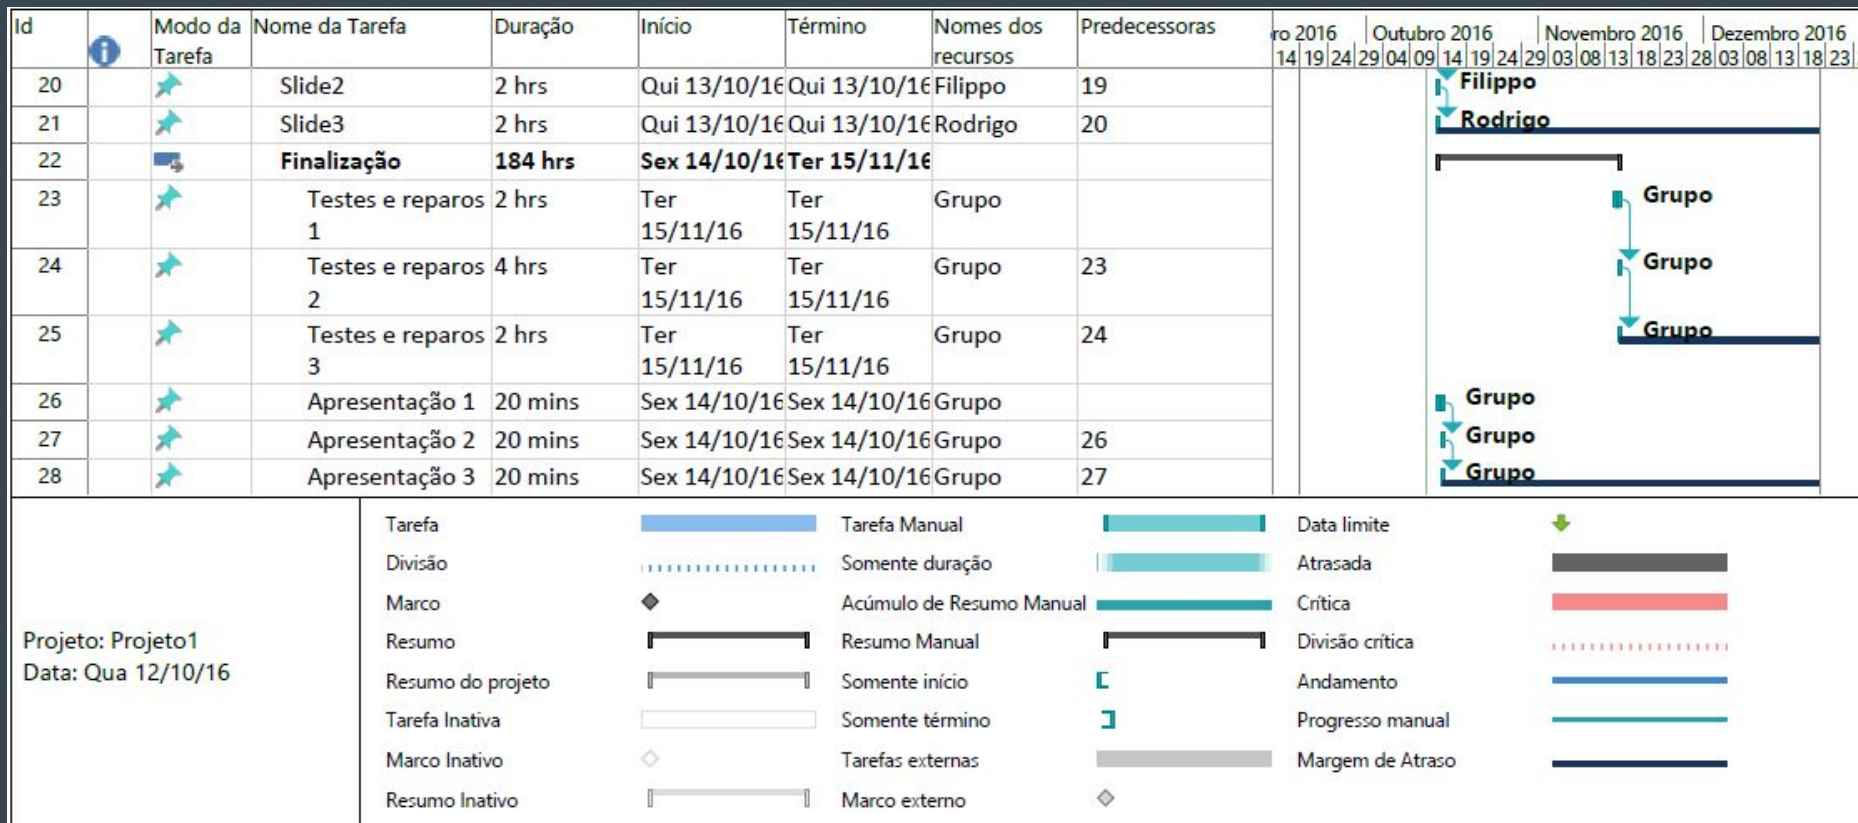 Id Modo da Nome da Tarefa Duração Início Término Nomes dos Predecessoras
Tarefa recursos
ro 2016 Outubro 2016 Novembro 2016 Dezembro 2016
14 19 24 29 04 09 14 19 24 29 03 08 13 18 23 28 03 08 13 18 23
20 Slide2 2 hrs Qui 13/10/16 Qui 13/10/16 Filippo 19 Filippo
21 Slide3 2 hrs Qui 13/10/16 Qui 13/10/16 Rodrigo 20 Rodrigo
22 Finalização 184 hrs Sex 14/10/16 Ter 15/11/16
23 Testes e reparos 2 hrs Ter Ter Grupo Grupo
1 15/11/16 15/11/16
24 Testes e reparos 4 hrs Ter Ter Grupo 23 Grupo
2 15/11/16 15/11/16
25 Testes e reparos 2 hrs Ter Ter Grupo 24 Grupo
3 15/11/16 15/11/16
26 Apresentação 1 20 mins Sex 14/10/16 Sex 14/10/16 Grupo Grupo
27 Apresentação 2 20 mins Sex 14/10/16 Sex 14/10/16 Grupo 26 Grupo
28 Apresentação 3 20 mins Sex 14/10/16 Sex 14/10/16 Grupo 27 Grupo
Projeto: Projeto1
Data: Qua 12/10/16
Tarefa
Divisão
Marco
Resumo
Resumo do projeto
Tarefa Inativa
Marco Inativo
Resumo Inativo
Tarefa Manual
Somente duração
Acúmulo de Resumo Manual
Resumo Manual
Somente início
Somente término
Tarefas externas
Marco externo
Data limite
Atrasada
Crítica
Divisão crítica
Andamento
Progresso manual
Margem de Atraso